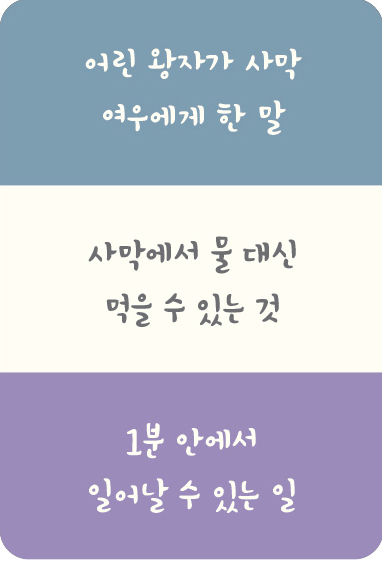 어린 왕자가 사막
여우에게 한 말
사막에서 물 대신
먹을 수 있는 것
1분 안에서
일어날 수 있는 일